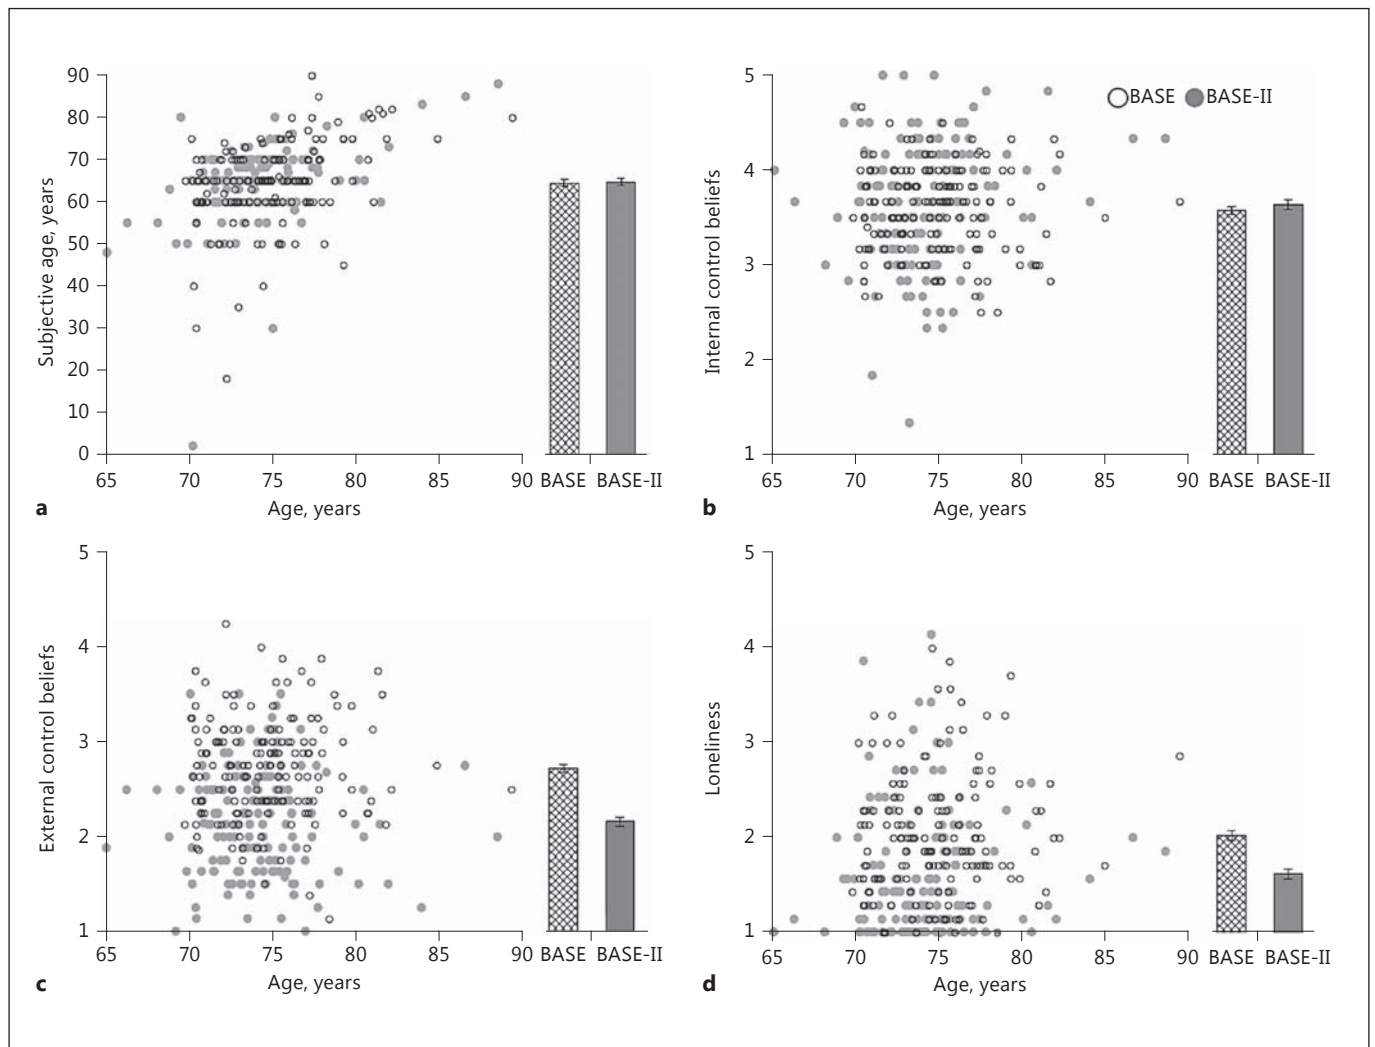 90
80
70
60
50
40
30
20
10
0
Subjective age, years
65 70 75 80 85 90 BASE BASE-II
Age, years
a
5
4
3
2
1
Internal control beliefs
BASE BASE-II
65 70 75 80 85 90 BASE BASE-II
Age, years
b
5
4
3
2
1
External control beliefs
65 70 75 80 85 90 BASE BASE-II
Age, years
c
5
4
3
2
1
Loneliness
65 70 75 80 85 90 BASE BASE-II
Age, years
d